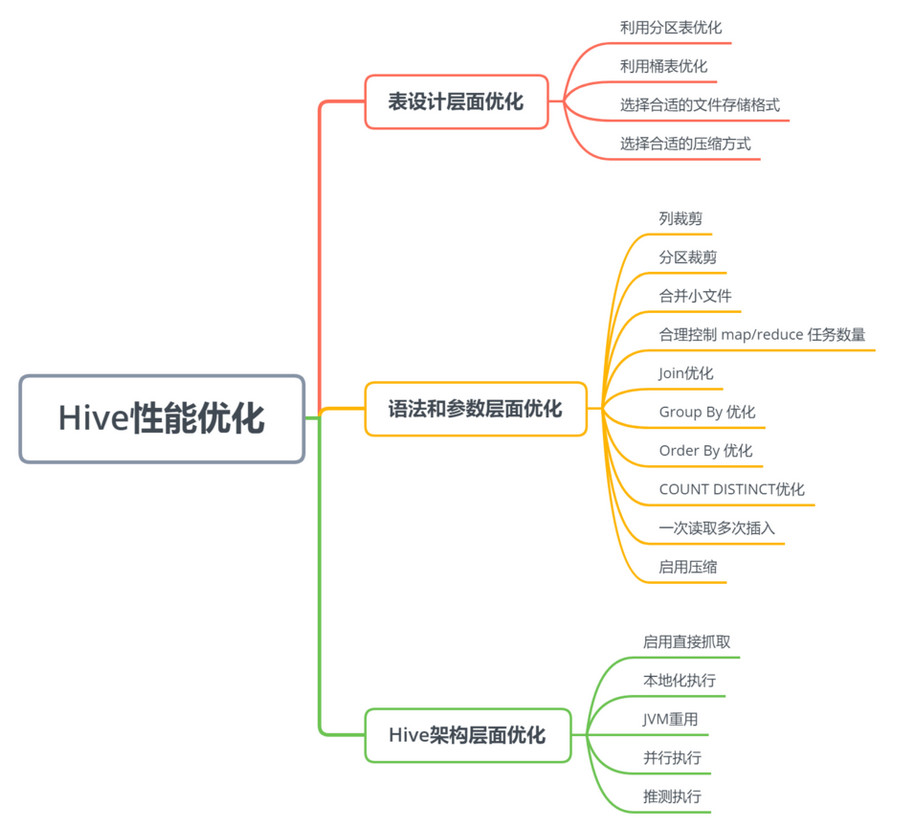 Hive性能优化
表设计层面优化
利用分区表优化
利用桶表优化
选择合适的文件存储格式
选择合适的压缩方式
语法和参数层面优化
列裁剪
分区裁剪
合并小文件
合理控制 map/reduce 任务数量
Join优化
Group By 优化
Order By 优化
COUNT DISTINCT优化
一次读取多次插入
启用压缩
Hive架构层面优化
启用直接抓取
本地化执行
JVM重用
并行执行
推测执行